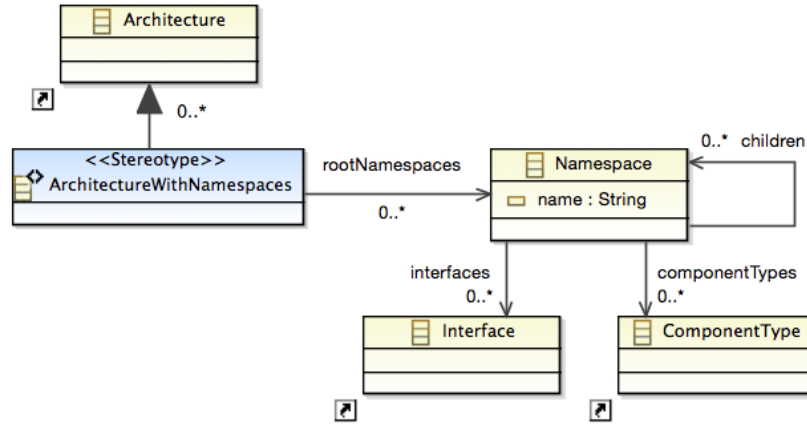 Architecture
0..*
<<Stereotype>>
ArchitectureWithNamespaces
rootNamespaces
0..*
Namespace
name : String
0..* children
interfaces
0..*
componentTypes
0..*
Interface
ComponentType